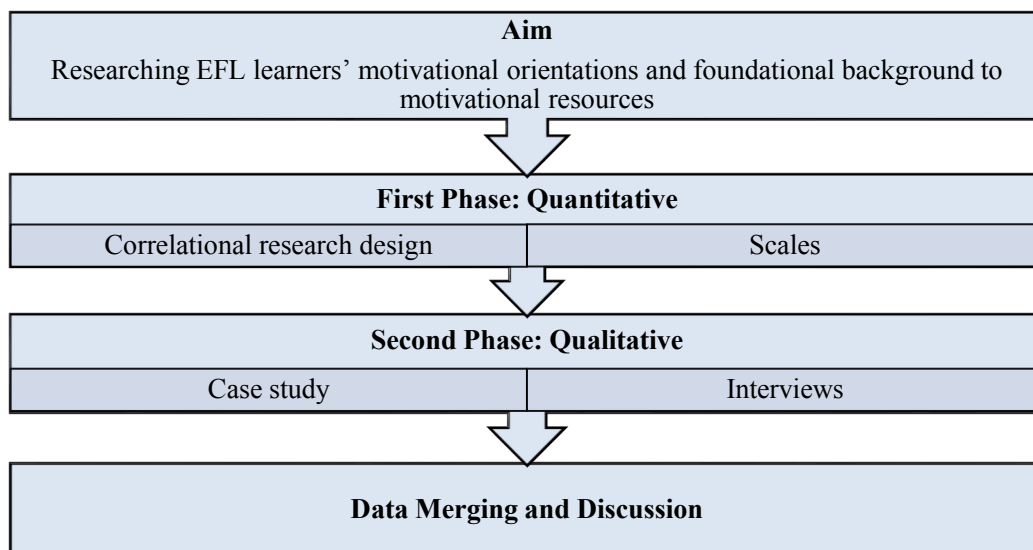 Aim
Researching EFL learners’ motivational orientations and foundational background to
motivational resources
First Phase: Quantitative
Correlational research design
Scales
Second Phase: Qualitative
Case study
Interviews
Data Merging and Discussion